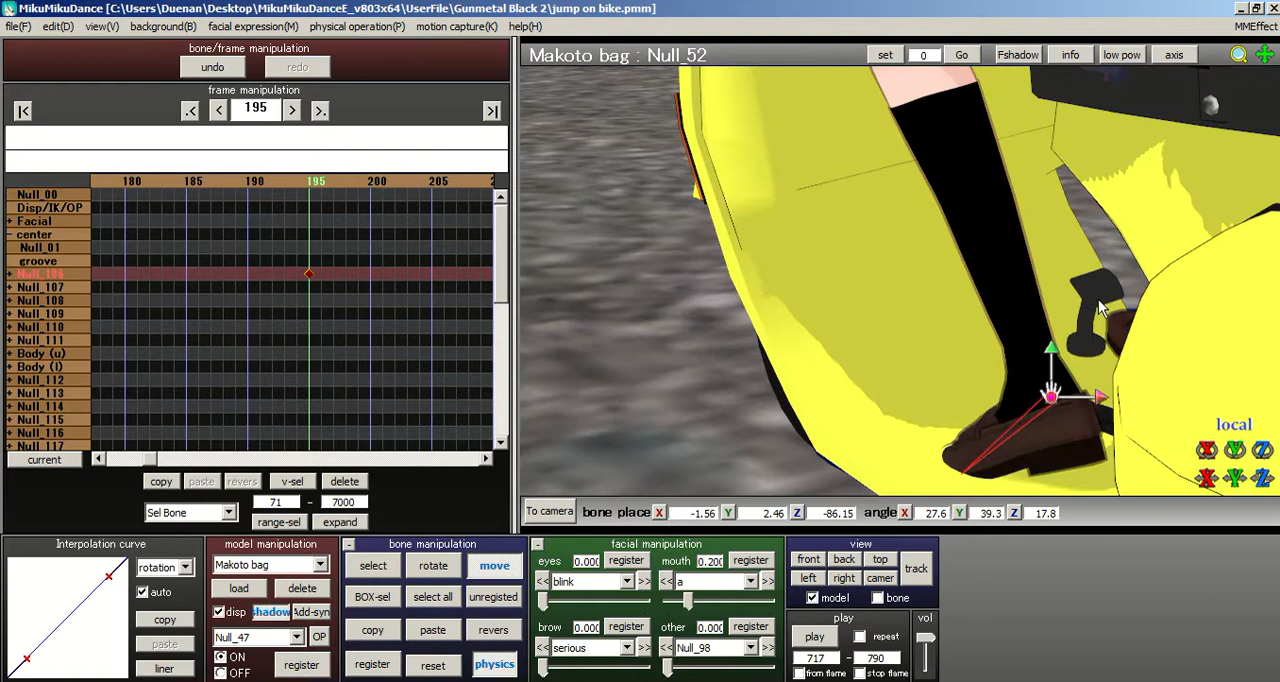 MikuMikuDance [C:\Users\Duenan\Desktop\MikuMikuDanceE_v803x64\UserFile\Gunmetal Black 2\jump on bike.pmm]
file(F) edit(D) view(V) background(B) facial expression(M) physical operation(P) motion capture(K) help(H) MMEffect
bone/frame manipulation
undo redo
frame manipulation
|< .< < 195 > >. >|
180 185 190 195 200 205
Null_00
Disp/IK/OP
+ Facial
- center
Null_01
groove
+ Null_106
+ Null_107
+ Null_108
+ Null_109
+ Null_110
+ Null_111
+ Body (u)
+ Body (l)
+ Null_112
+ Null_113
+ Null_114
+ Null_115
+ Null_116
+ Null_117
current
copy paste revers v-sel delete
Sel Bone 71 - 7000
range-sel expand
Makoto bag : Null_52 set 0 Go Fshadow info low pow axis
local
X Y Z
X Y Z
To camera bone place X -1.56 Y 2.46 Z -86.15 angle X 27.6 Y 39.3 Z 17.8
Interpolation curve
rotation
auto
copy
paste
liner
model manipulation
Makoto bag
load delete
disp shadow Add-syn
Null_47 OP
ON
OFF
register
- bone manipulation
select rotate move
BOX-sel select all unregisted
copy paste revers
register reset physics
- facial manipulation
eyes 0.000 register mouth 0.200 register
<< blink >> << a >>
brow 0.000 register other 0.000 register
<< serious >> << Null_98 >>
view
front back top
left right camer track
model bone
play
play repeat
717 - 790
from flame stop flame
vol